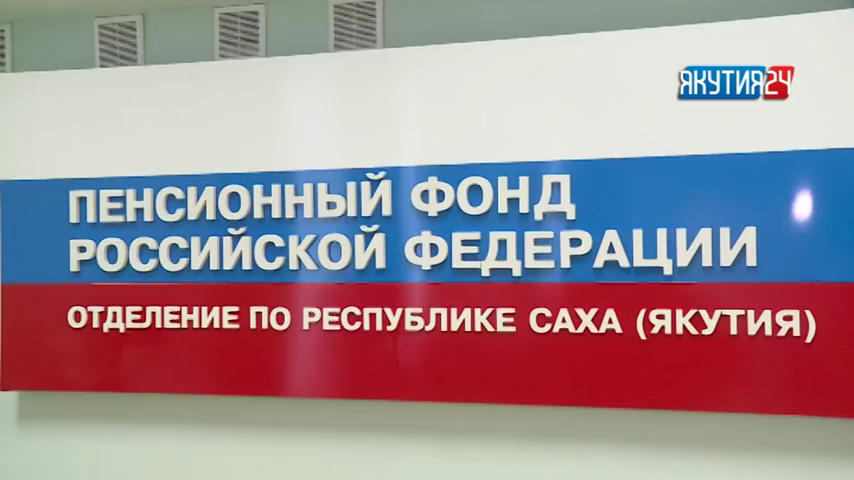 ЯКУТИЯ24
ПЕНСИОННЫЙ ФОНД
РОССИЙСКОЙ ФЕДЕРАЦИИ
ОТДЕЛЕНИЕ ПО РЕСПУБЛИКЕ САХА (ЯКУТИЯ)